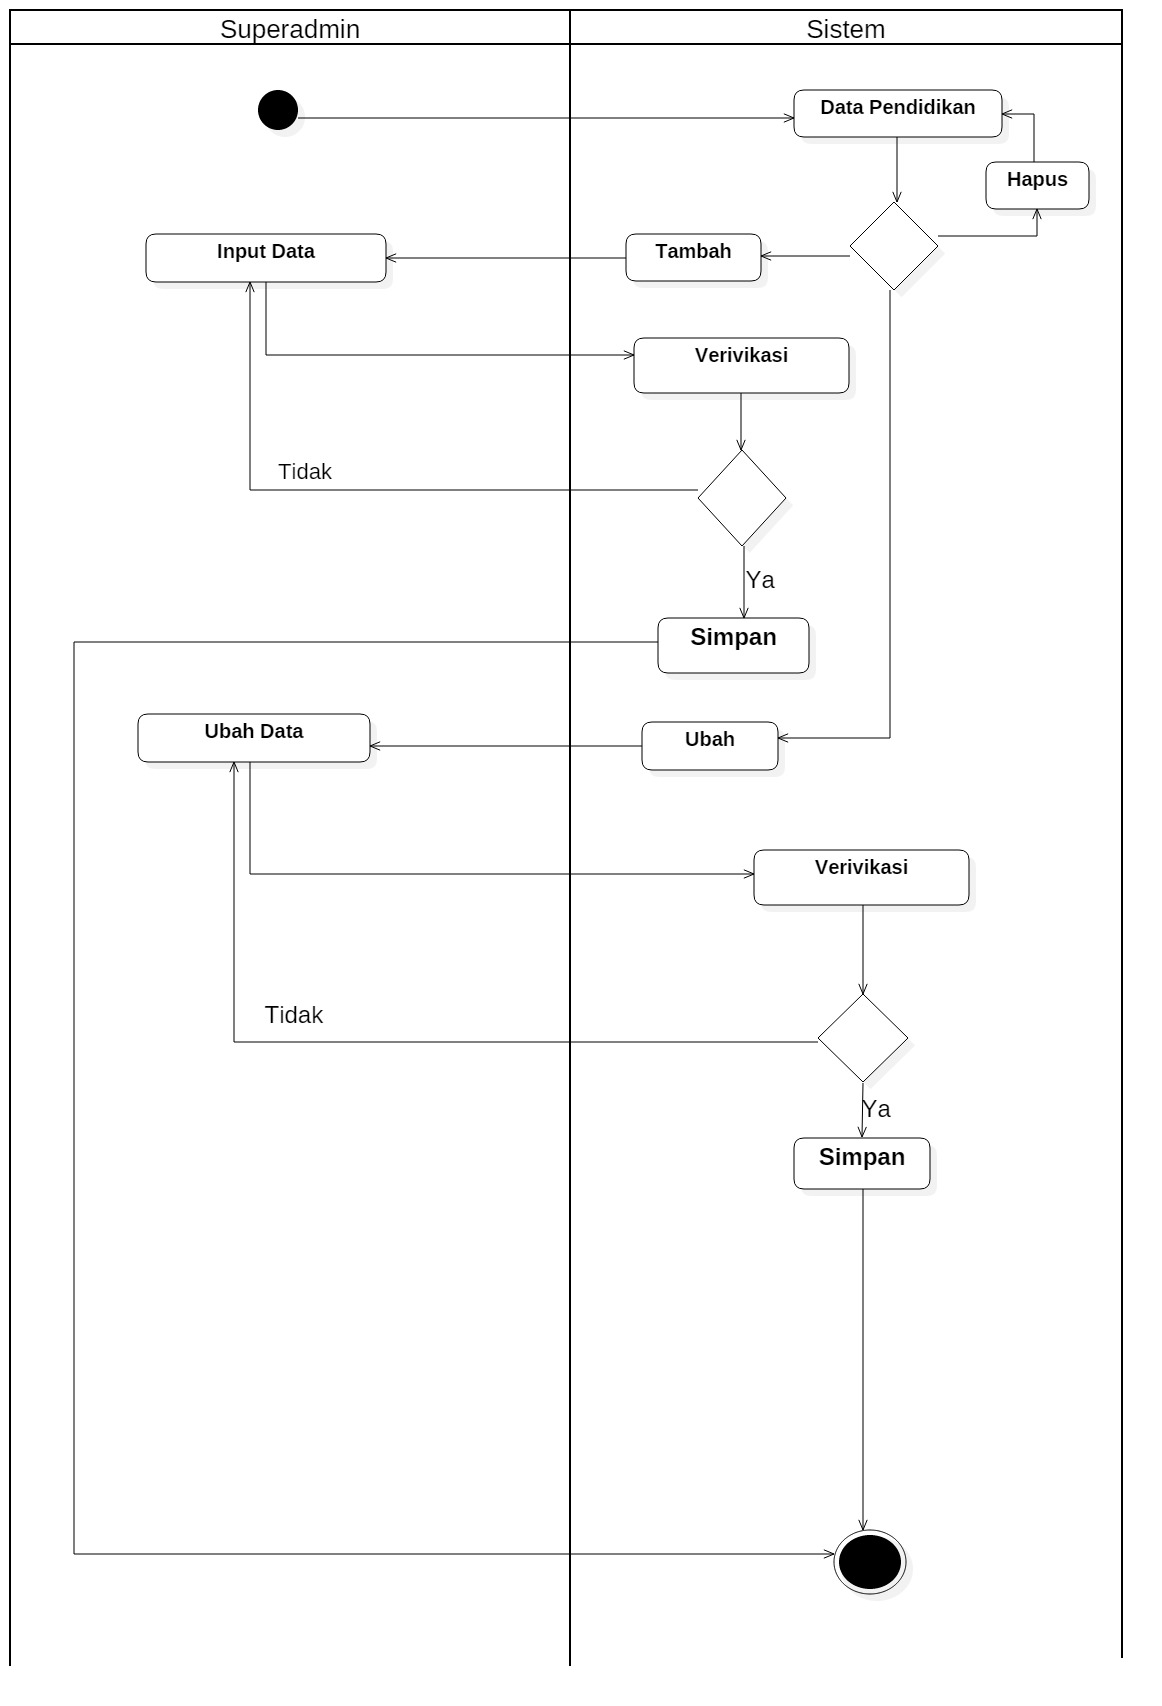 Superadmin
Sistem
Data Pendidikan
Hapus
Input Data
Tambah
Verivikasi
Tidak
Ya
Simpan
Ubah Data
Ubah
Verivikasi
Tidak
Ya
Simpan